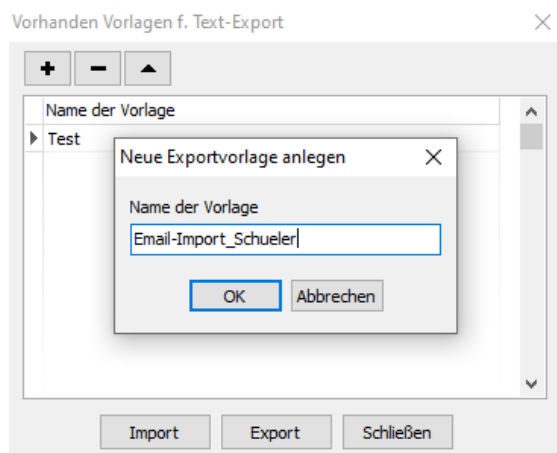 Vorhanden Vorlagen f. Text-Export
Name der Vorlage
Test
Neue Exportvorlage anlegen
Name der Vorlage
Email-Import_Schueler
OK
Abbrechen
Import
Export
Schließen